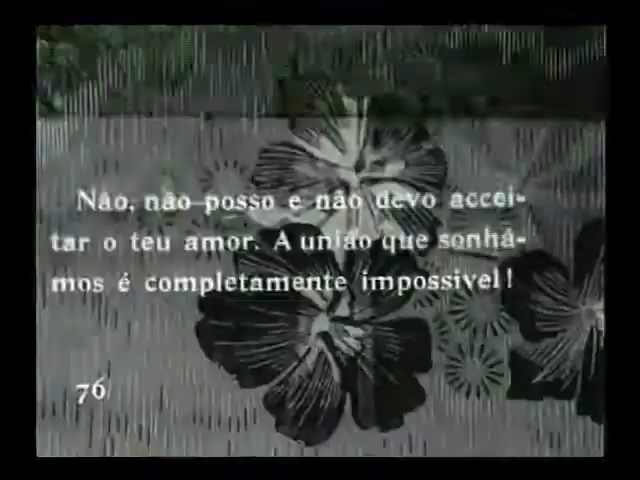 Não, não posso e não devo accei-
tar o teu amor. A união que sonhá-
mos é completamente impossivel!
76